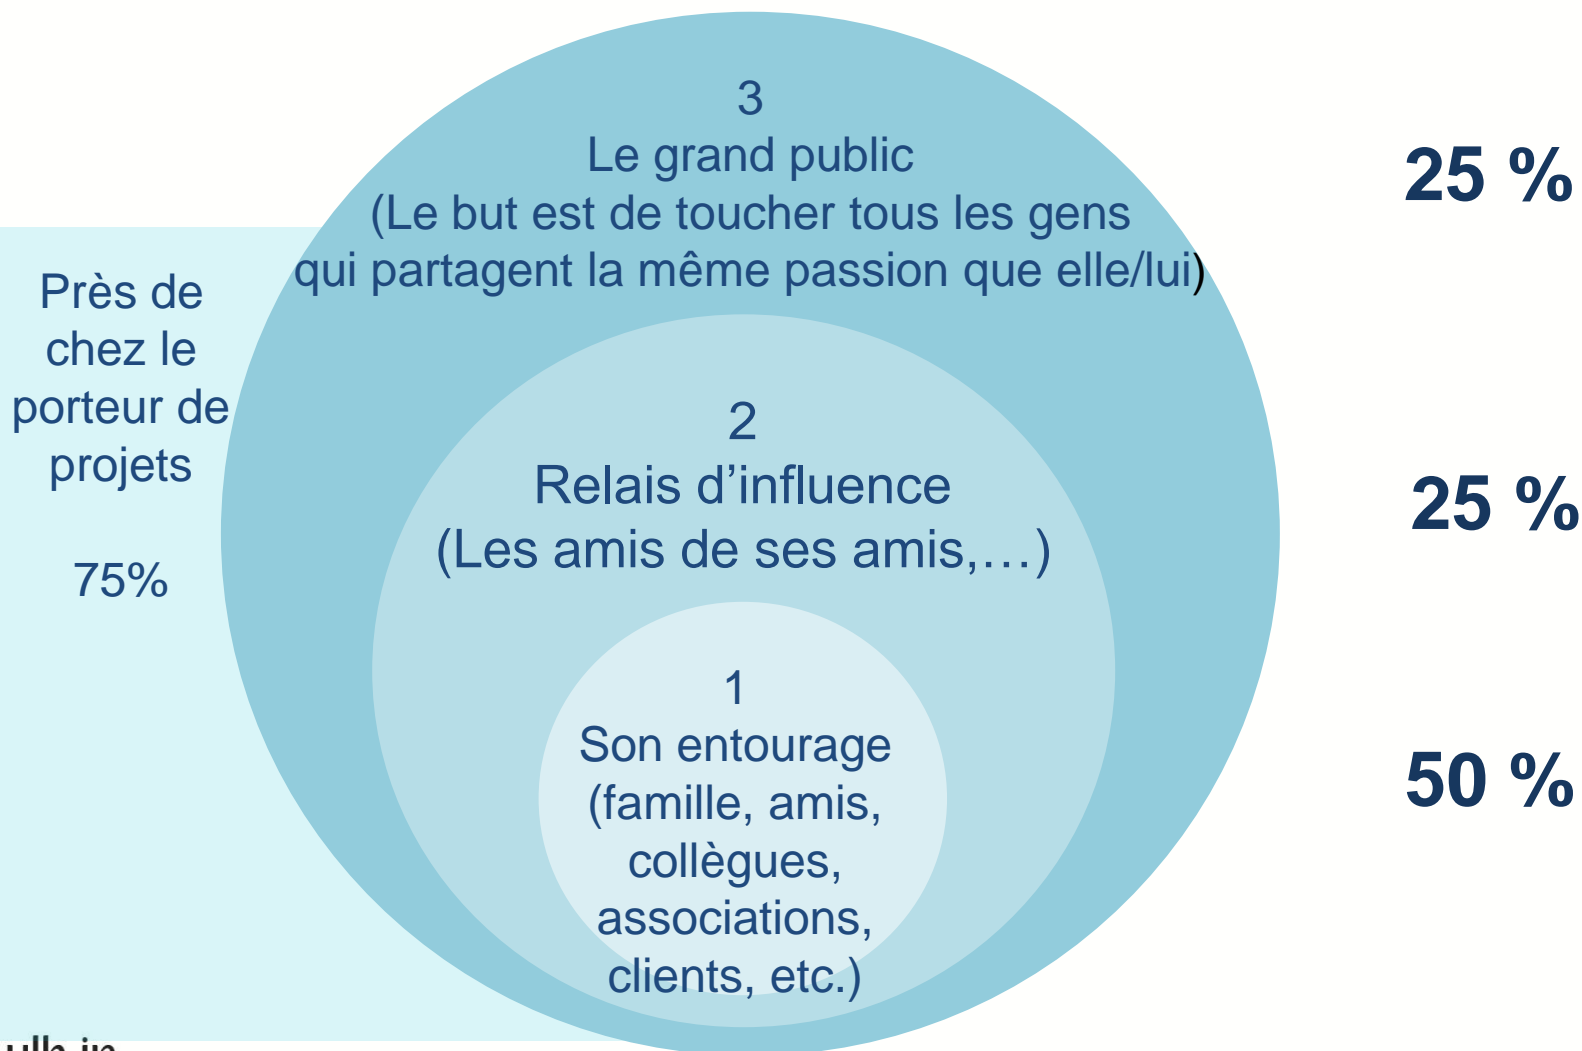 3
Le grand public
(Le but est de toucher tous les gens
qui partagent la même passion que elle/lui)
25 %
Près de
chez le
porteur de
projets
75%
2
Relais d’influence
(Les amis de ses amis,…)
25 %
1
Son entourage
(famille, amis,
collègues,
associations,
clients, etc.)
50 %